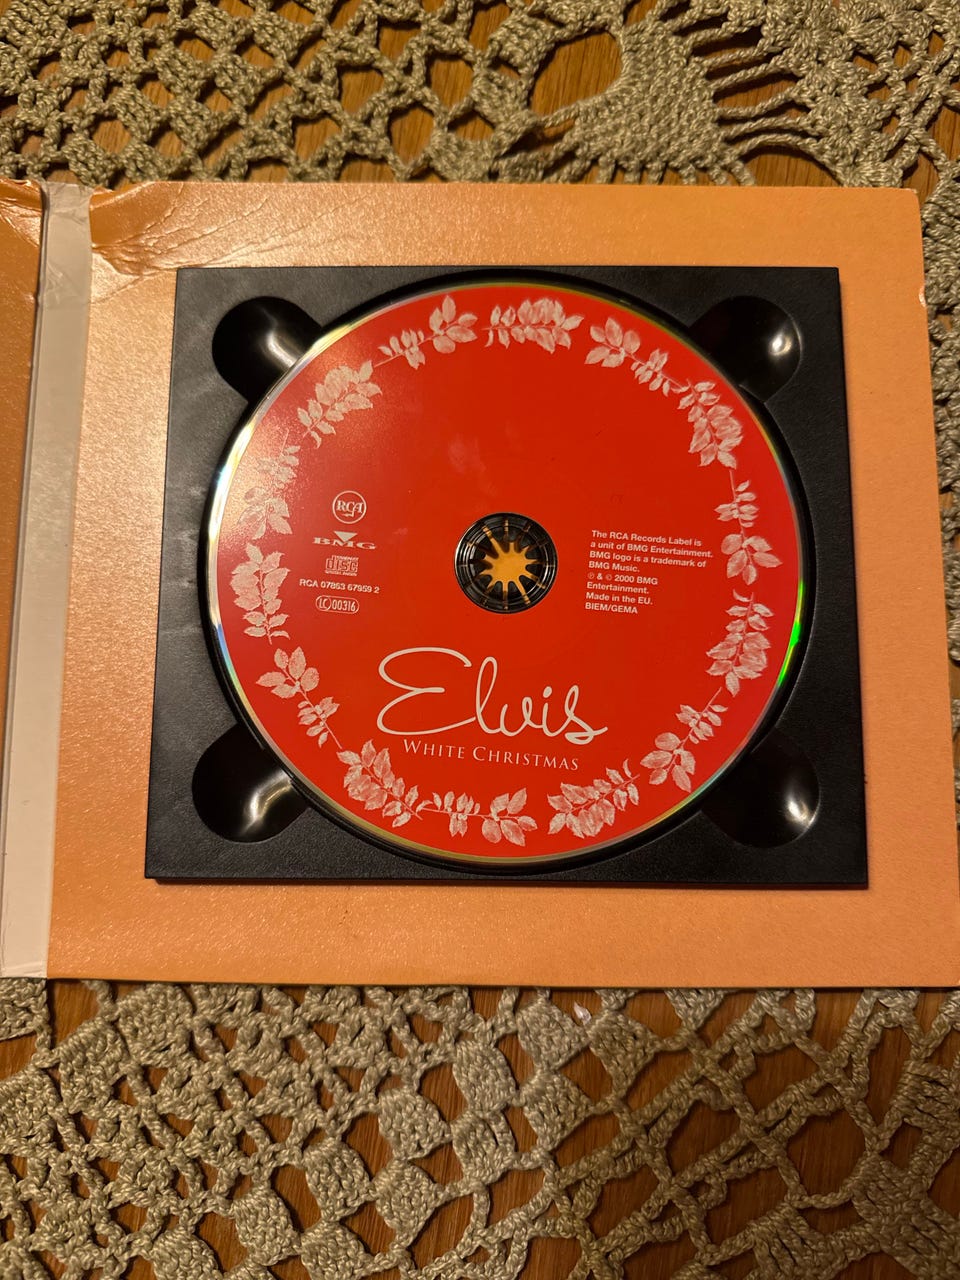 RCA
BMG
COMPACT
disc
DIGITAL AUDIO
RCA 07863 67959 2
LC 00316
The RCA Records Label is
a unit of BMG Entertainment.
BMG logo is a trademark of
BMG Music.
℗ & © 2000 BMG
Entertainment.
Made in the EU.
BIEM/GEMA
Elvis
WHITE CHRISTMAS